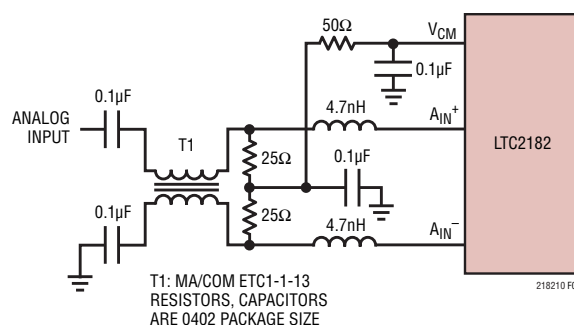 50Ω
VCM
0.1µF
0.1µF
4.7nH
AIN+
ANALOG
INPUT
T1
25Ω
0.1µF
LTC2182
0.1µF
25Ω
4.7nH
AIN–
T1: MA/COM ETC1-1-13
RESISTORS, CAPACITORS
ARE 0402 PACKAGE SIZE